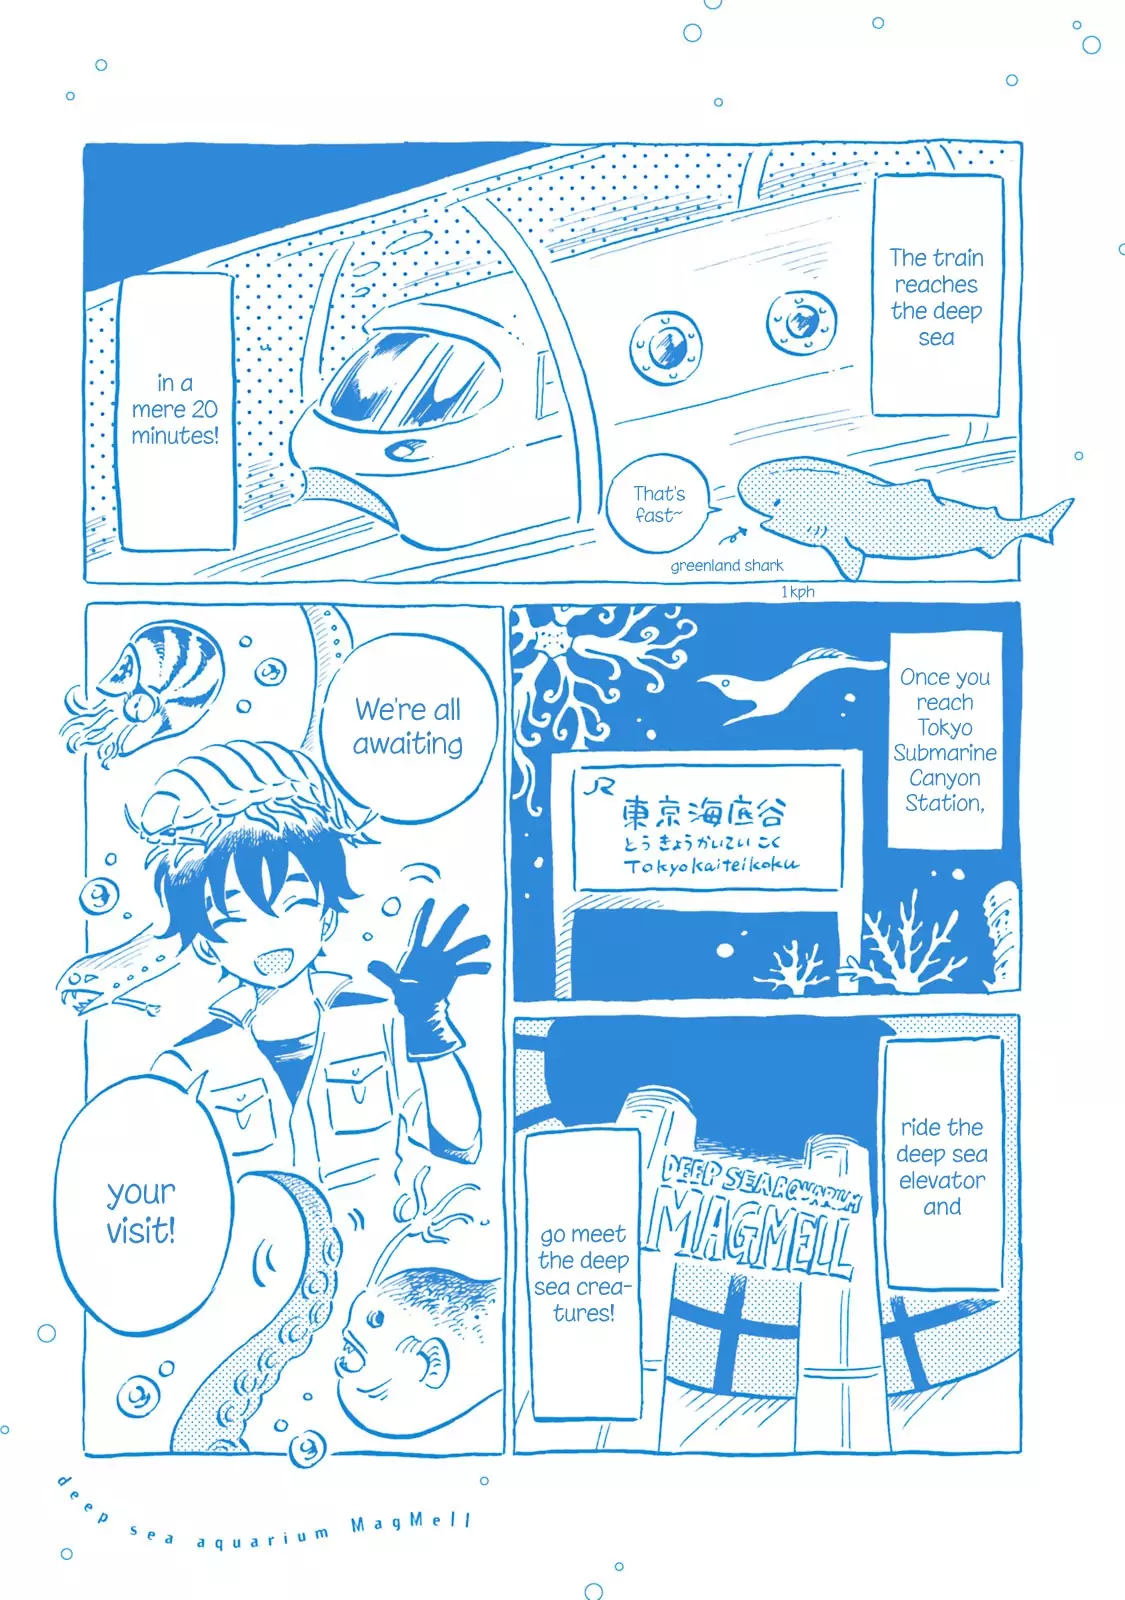 The train
reaches
the deep
sea
in a
mere 20
minutes!
That's
fast~
greenland shark
1 kph
Once you
reach
Tokyo
Submarine
Canyon
Station,
JR
東京海底谷
とうきょうかいていこく
Tokyokaiteikoku
ride the
deep sea
elevator
and
DEEP SEA AQUARIUM
MAGMELL
go meet
the deep
sea crea-
tures!
We're all
awaiting
your
visit!
deep sea aquarium MagMell